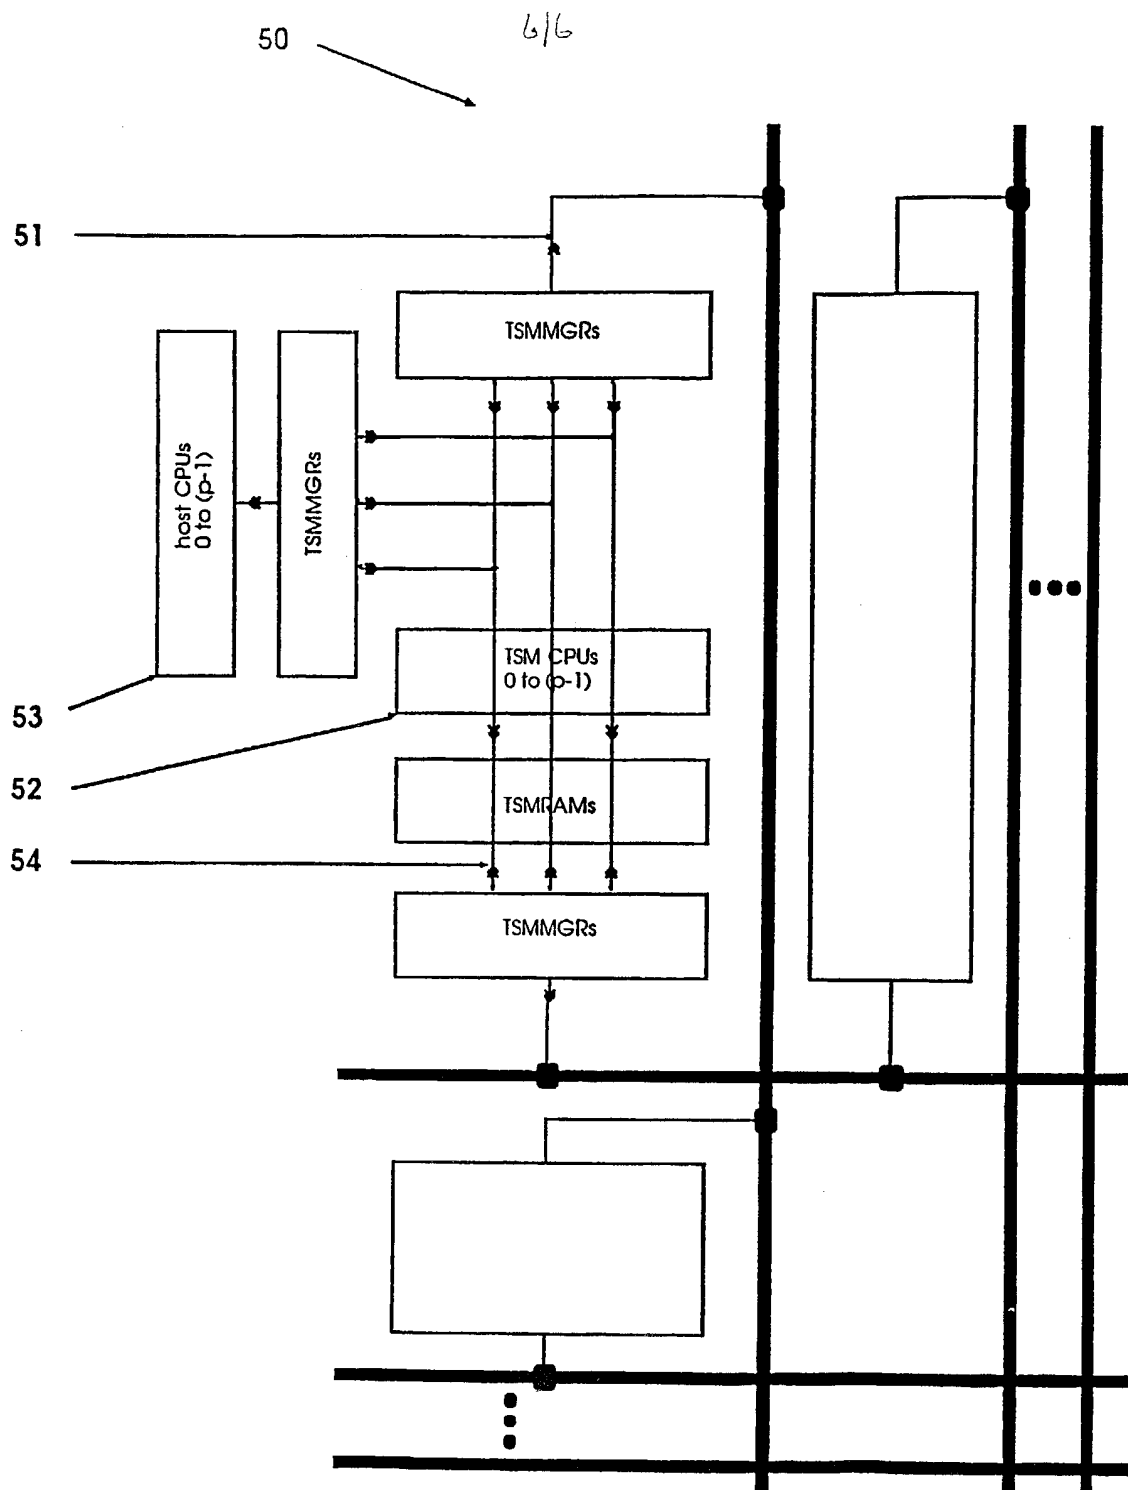 6/6
50
51
TSMMGRs
host CPUs
0 to (p-1)
TSMMGRs
TSM CPUs
0 to (p-1)
53
52
TSMRAMs
54
TSMMGRs